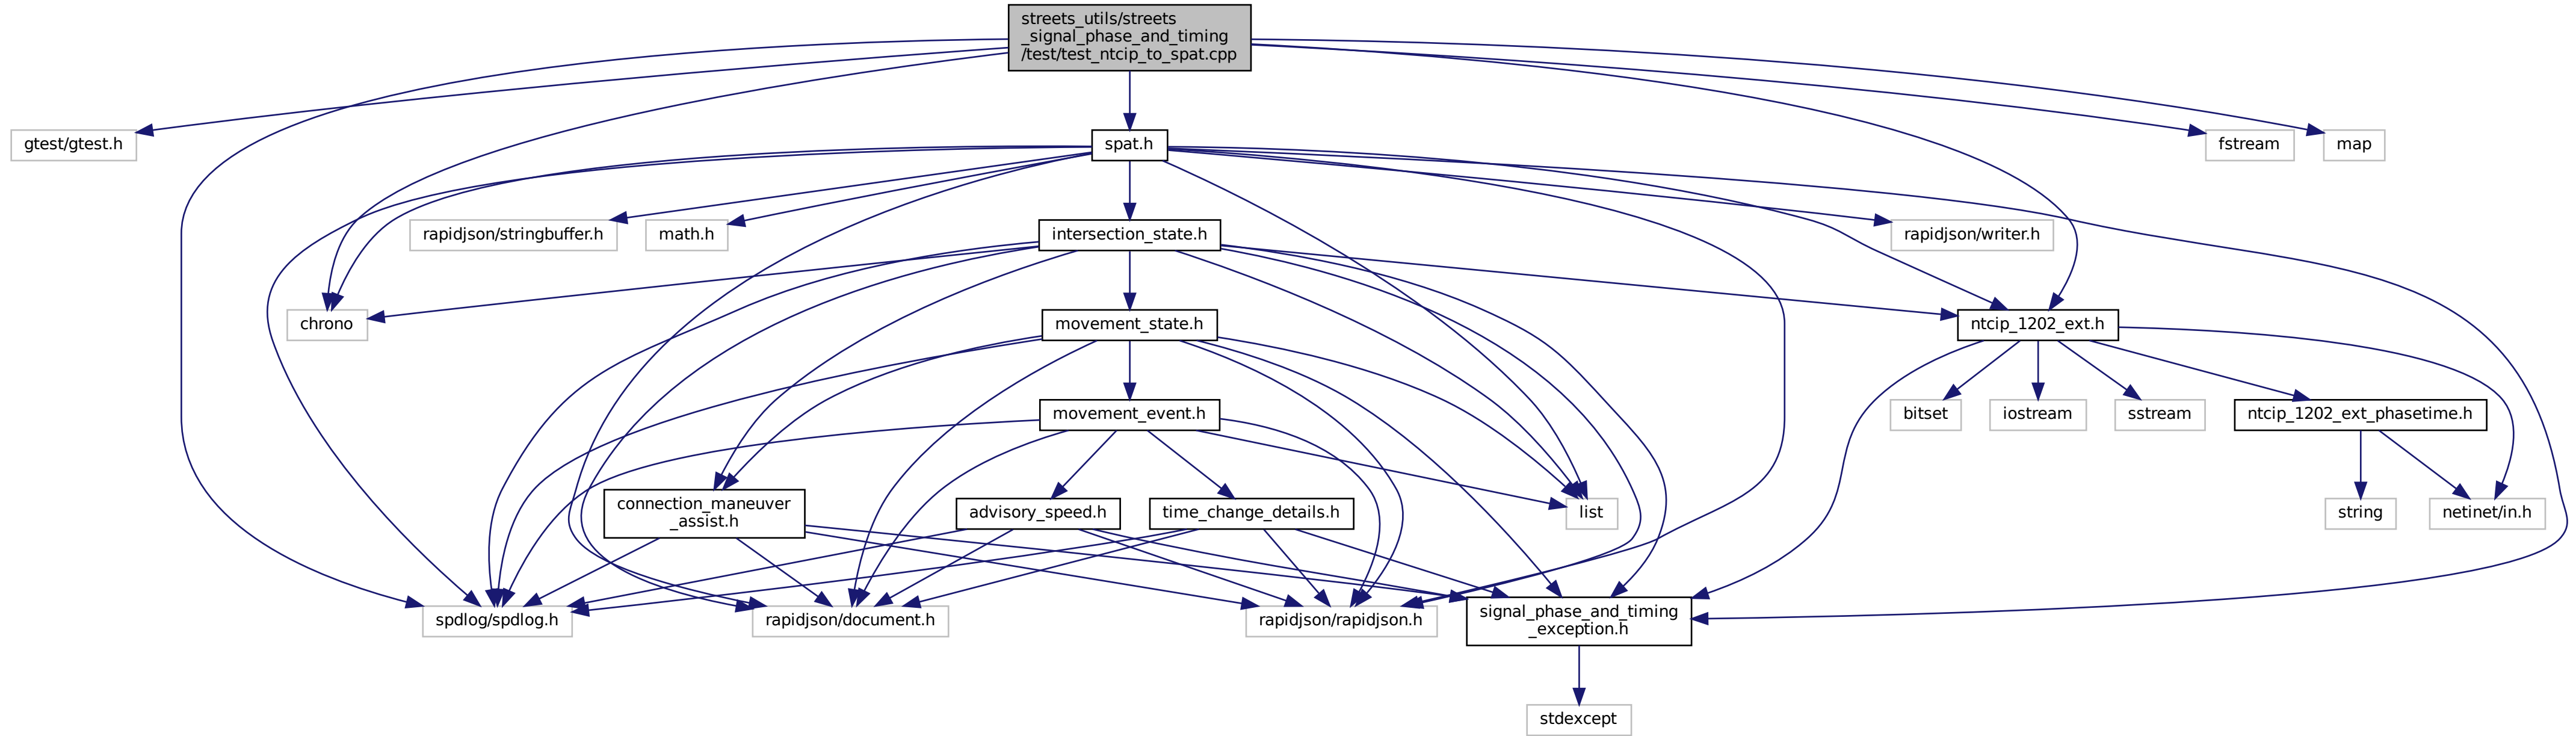 streets_utils/streets
_signal_phase_and_timing
/test/test_ntcip_to_spat.cpp
gtest/gtest.h
spat.h
fstream
map
rapidjson/stringbuffer.h
math.h
intersection_state.h
rapidjson/writer.h
chrono
movement_state.h
ntcip_1202_ext.h
movement_event.h
bitset
iostream
sstream
ntcip_1202_ext_phasetime.h
connection_maneuver
_assist.h
advisory_speed.h
time_change_details.h
list
string
netinet/in.h
spdlog/spdlog.h
rapidjson/document.h
rapidjson/rapidjson.h
signal_phase_and_timing
_exception.h
stdexcept